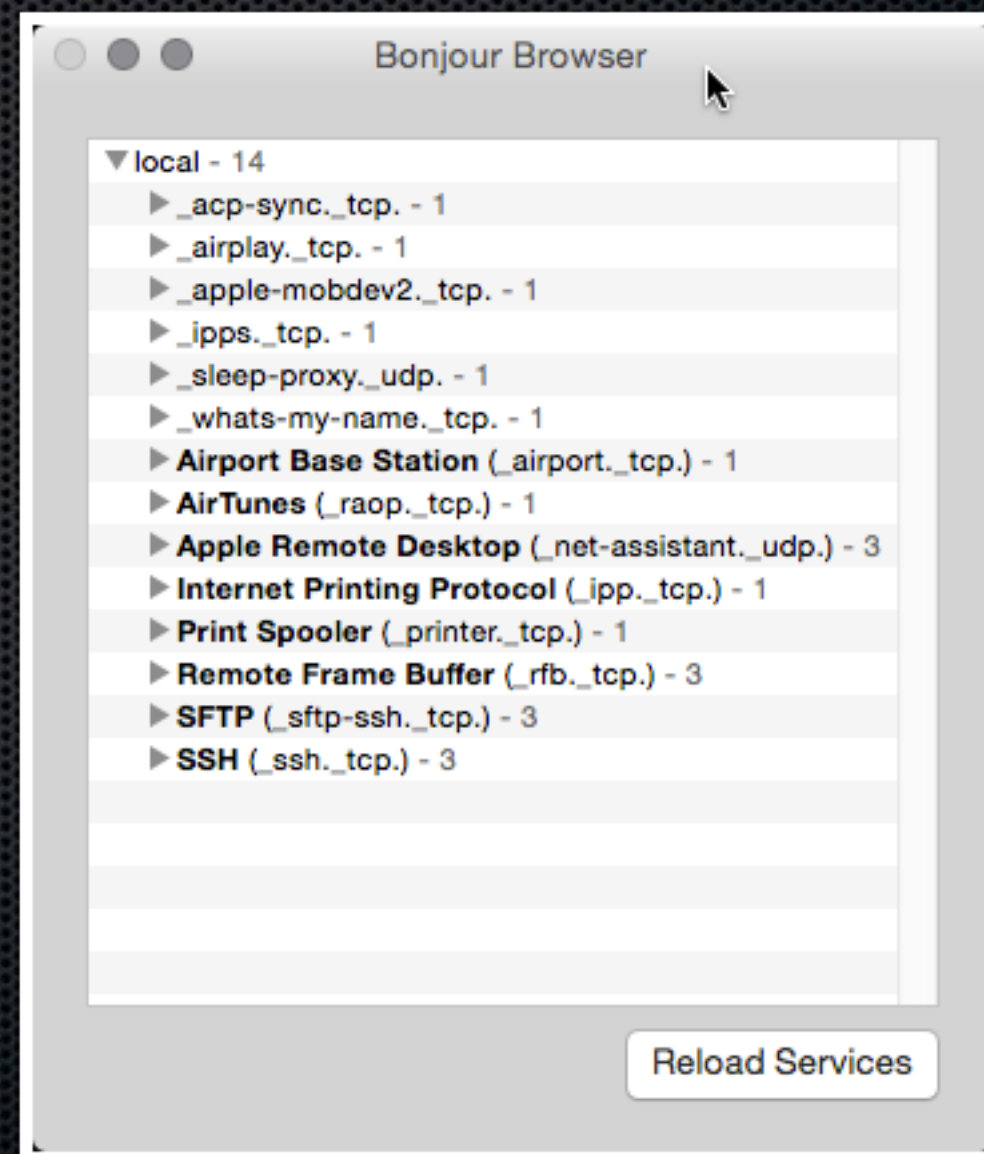 Bonjour Browser
local - 14
_acp-sync._tcp. - 1
_airplay._tcp. - 1
_apple-mobdev2._tcp. - 1
_ipps._tcp. - 1
_sleep-proxy._udp. - 1
_whats-my-name._tcp. - 1
Airport Base Station (_airport._tcp.) - 1
AirTunes (_raop._tcp.) - 1
Apple Remote Desktop (_net-assistant._udp.) - 3
Internet Printing Protocol (_ipp._tcp.) - 1
Print Spooler (_printer._tcp.) - 1
Remote Frame Buffer (_rfb._tcp.) - 3
SFTP (_sftp-ssh._tcp.) - 3
SSH (_ssh._tcp.) - 3
Reload Services